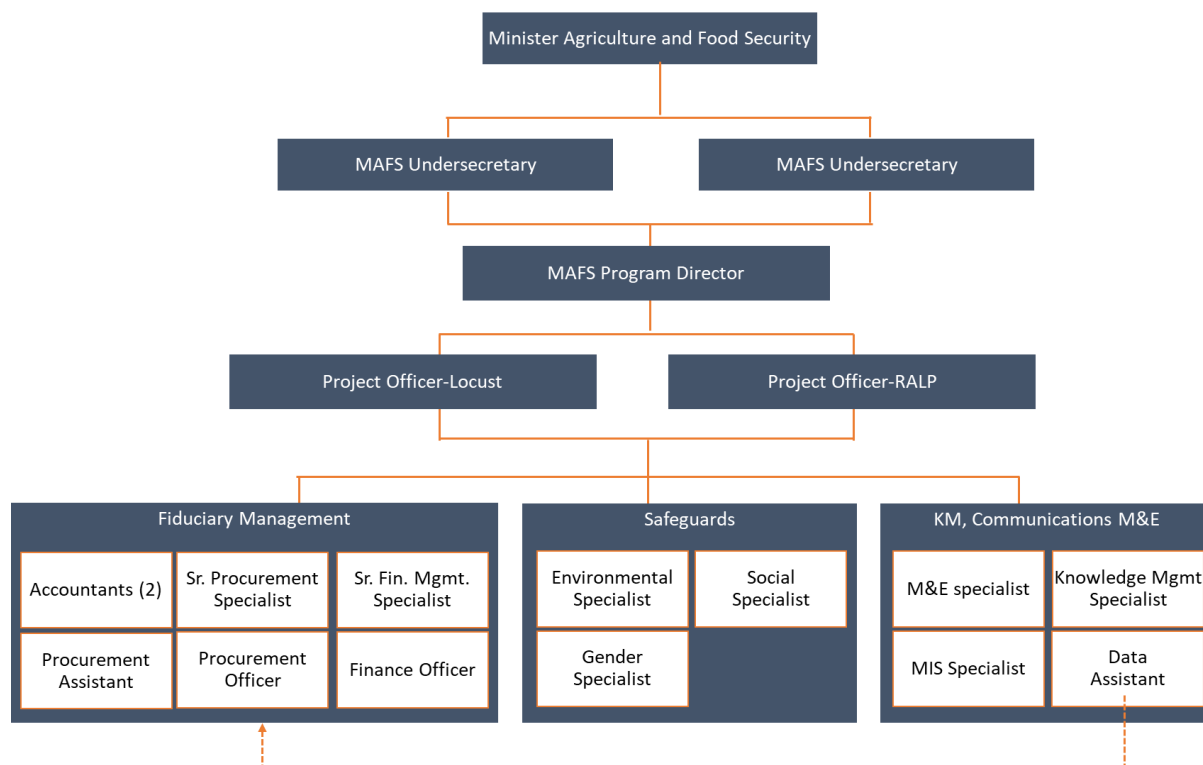 Minister Agriculture and Food Security
MAFS Undersecretary
MAFS Undersecretary
MAFS Program Director
Project Officer-Locust
Project Officer-RALP
Fiduciary Management
Accountants (2)
Sr. Procurement
Specialist
Sr. Fin. Mgmt.
Specialist
Procurement
Assistant
Procurement
Officer
Finance Officer
Safeguards
Environmental
Specialist
Social
Specialist
Gender
Specialist
KM, Communications M&E
M&E specialist
Knowledge Mgmt.
Specialist
MIS Specialist
Data
Assistant